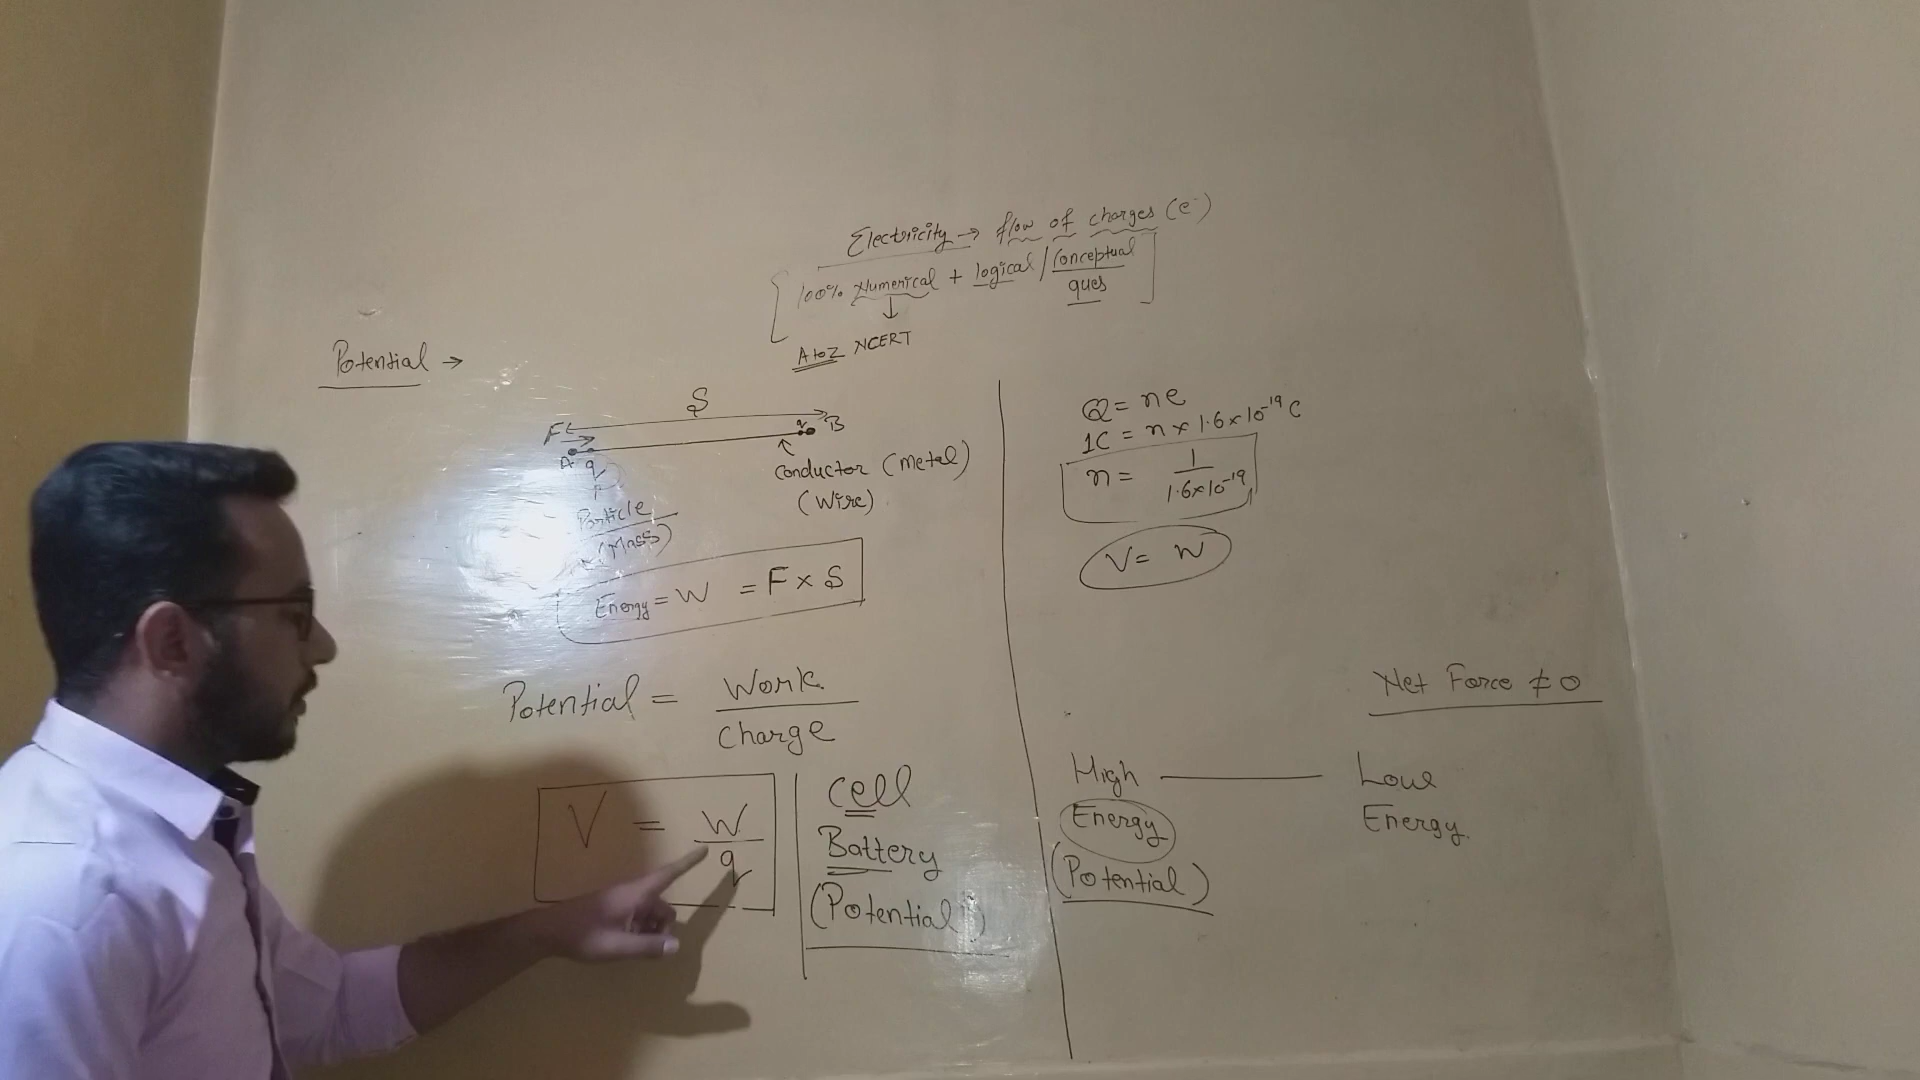 Electricity → flow of charges (e⁻)
[100% Numerical + logical / Conceptual
ques]
↓
A to Z NCERT
Potential →
S
F →
B
A q
q
Conductor (Metal)
(Wire)
Particle
(Mass)
Energy = W = F × S
Potential = Work
Charge
V = W
q
Cell
Battery
(Potential)
Q = ne
1C = n × 1.6×10⁻¹⁹ C
n = 1
1.6×10⁻¹⁹
V = W
Net Force ≠ 0
High — Low
Energy Energy.
(Potential)